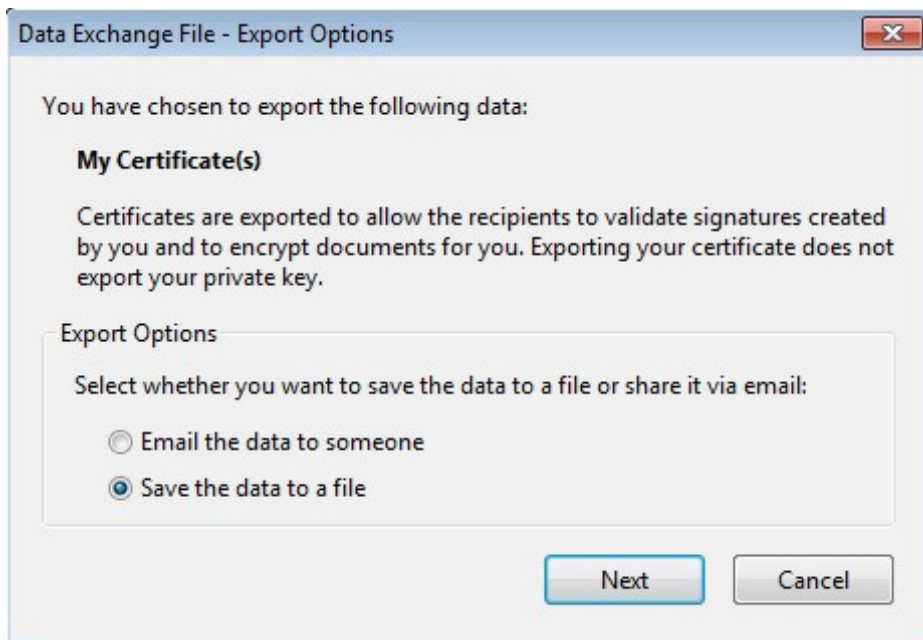 Data Exchange File - Export Options
You have chosen to export the following data:
My Certificate(s)
Certificates are exported to allow the recipients to validate signatures created
by you and to encrypt documents for you. Exporting your certificate does not
export your private key.
Export Options
Select whether you want to save the data to a file or share it via email:
Email the data to someone
Save the data to a file
Next Cancel